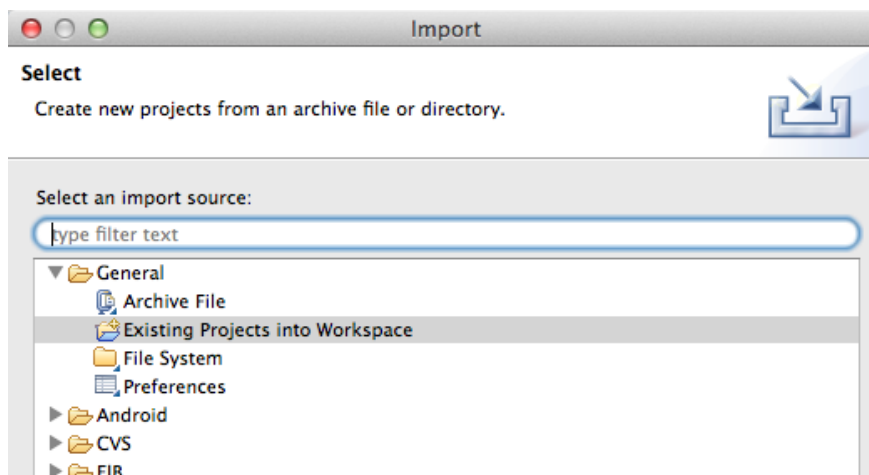 Import
Select
Create new projects from an archive file or directory.
Select an import source:
type filter text
General
Archive File
Existing Projects into Workspace
File System
Preferences
Android
CVS